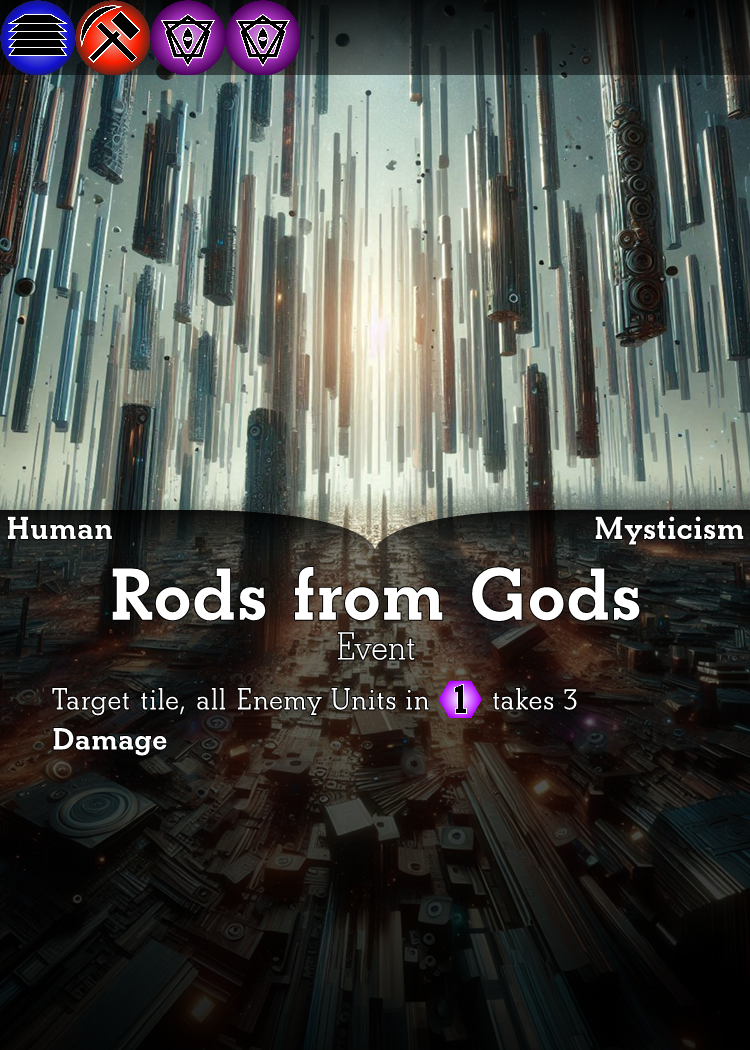 Human
Mysticism
Rods from Gods
Event
Target tile, all Enemy Units in 1 takes 3
Damage